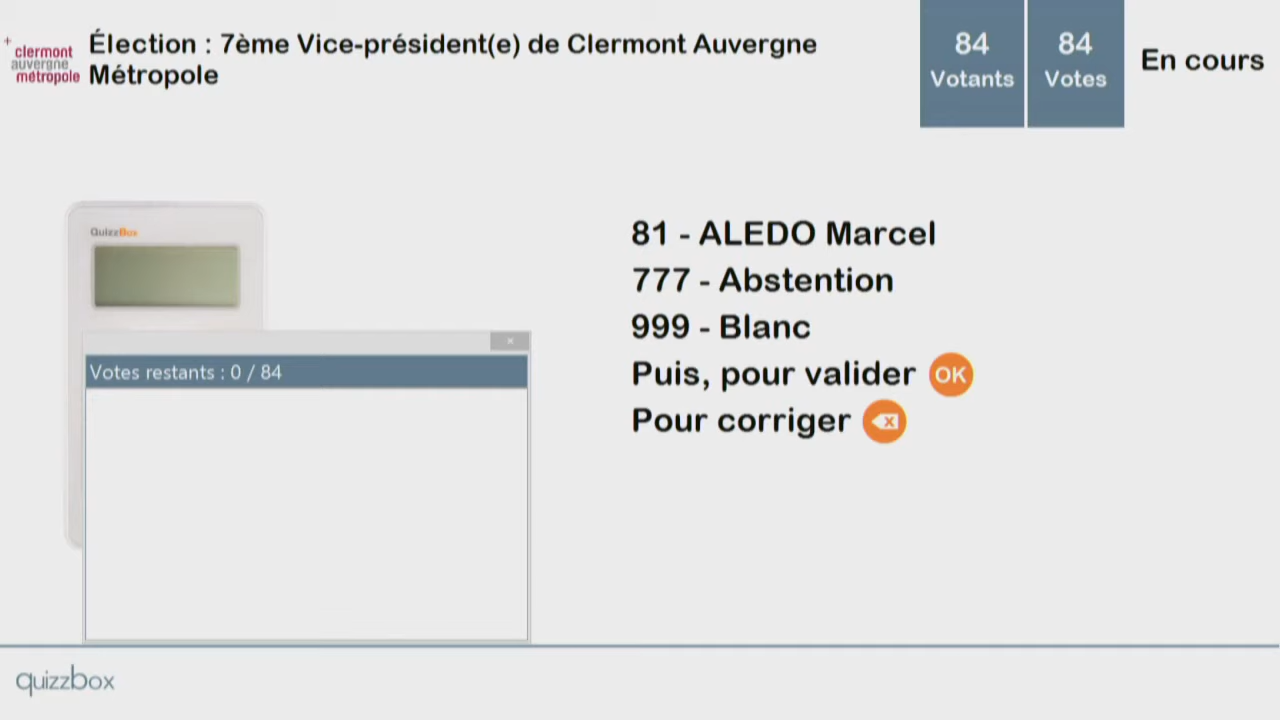 +
clermont
auvergne
métropole
Élection : 7ème Vice-président(e) de Clermont Auvergne
Métropole
84
Votants
84
Votes
En cours
QuizzBox
81 - ALEDO Marcel
777 - Abstention
999 - Blanc
Puis, pour valider OK
Pour corriger x
×
Votes restants : 0 / 84
quizzbox